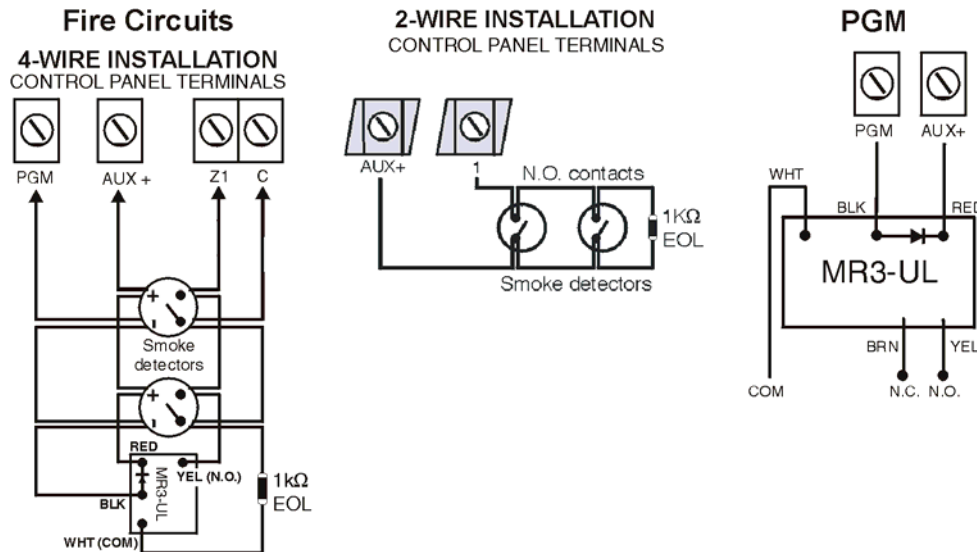 Fire Circuits
4-WIRE INSTALLATION
CONTROL PANEL TERMINALS
PGM
AUX +
Z1
C
+
-
Smoke
detectors
+
-
RED
YEL (N.O.)
MR3-UL
BLK
WHT (COM)
1kΩ
EOL
2-WIRE INSTALLATION
CONTROL PANEL TERMINALS
AUX+
1
N.O. contacts
1KΩ
EOL
Smoke detectors
PGM
PGM
AUX+
WHT
BLK
RED
MR3-UL
BRN
YEL
COM
N.C.
N.O.